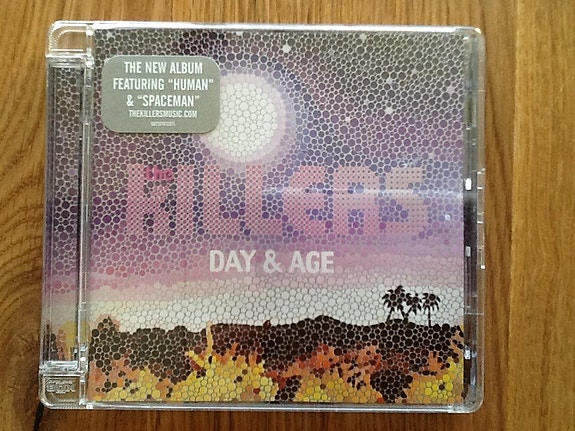 THE NEW ALBUM
FEATURING "HUMAN"
& "SPACEMAN"
THEKILLERSMUSIC.COM
the
KILLERS
DAY & AGE